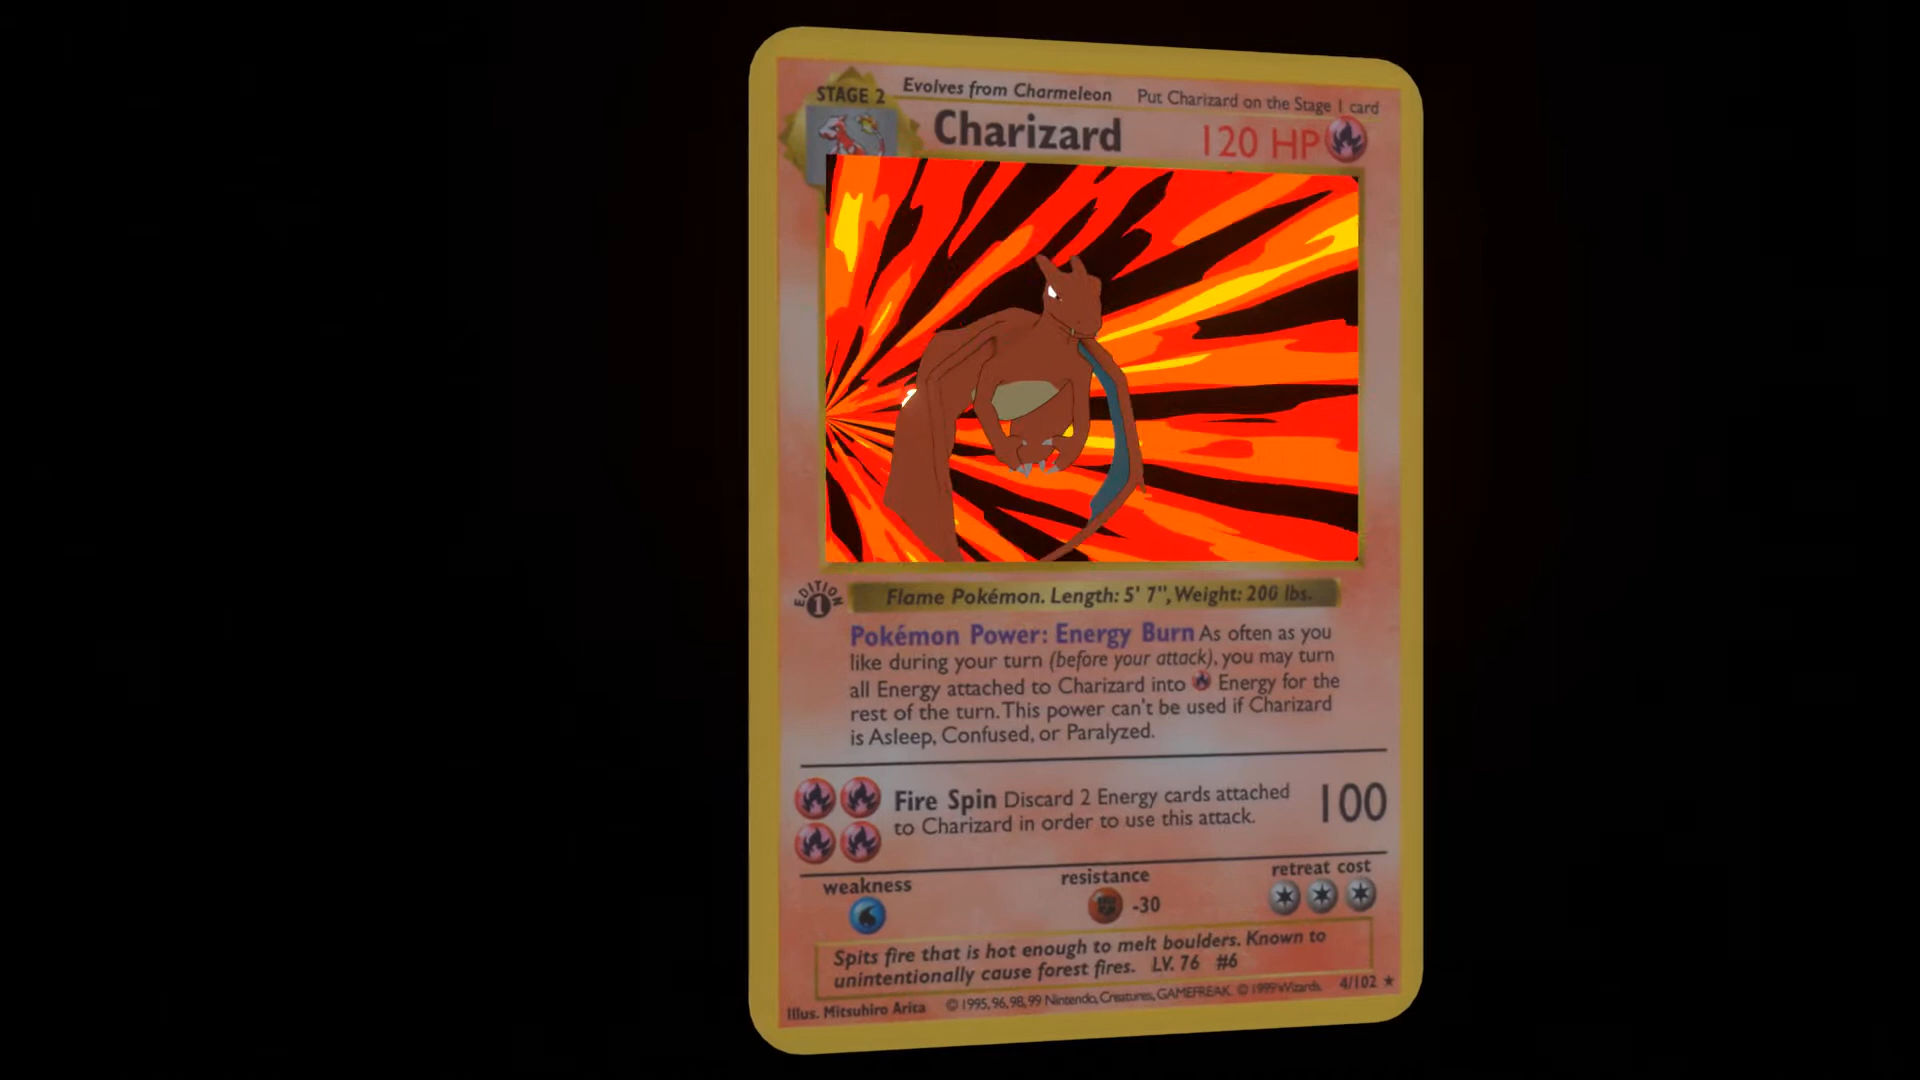 STAGE 2
Evolves from Charmeleon
Put Charizard on the Stage 1 card
Charizard
120 HP
EDITION
1
Flame Pokémon. Length: 5' 7", Weight: 200 lbs.
Pokémon Power: Energy Burn As often as you
like during your turn (before your attack), you may turn
all Energy attached to Charizard into Energy for the
rest of the turn. This power can't be used if Charizard
is Asleep, Confused, or Paralyzed.
Fire Spin Discard 2 Energy cards attached
to Charizard in order to use this attack.
100
weakness
resistance
retreat cost
-30
Spits fire that is hot enough to melt boulders. Known to
unintentionally cause forest fires. LV. 76 #6
Illus. Mitsuhiro Arita
© 1995, 96, 98, 99 Nintendo, Creatures, GAMEFREAK. © 1999 Wizards.
4/102 ★